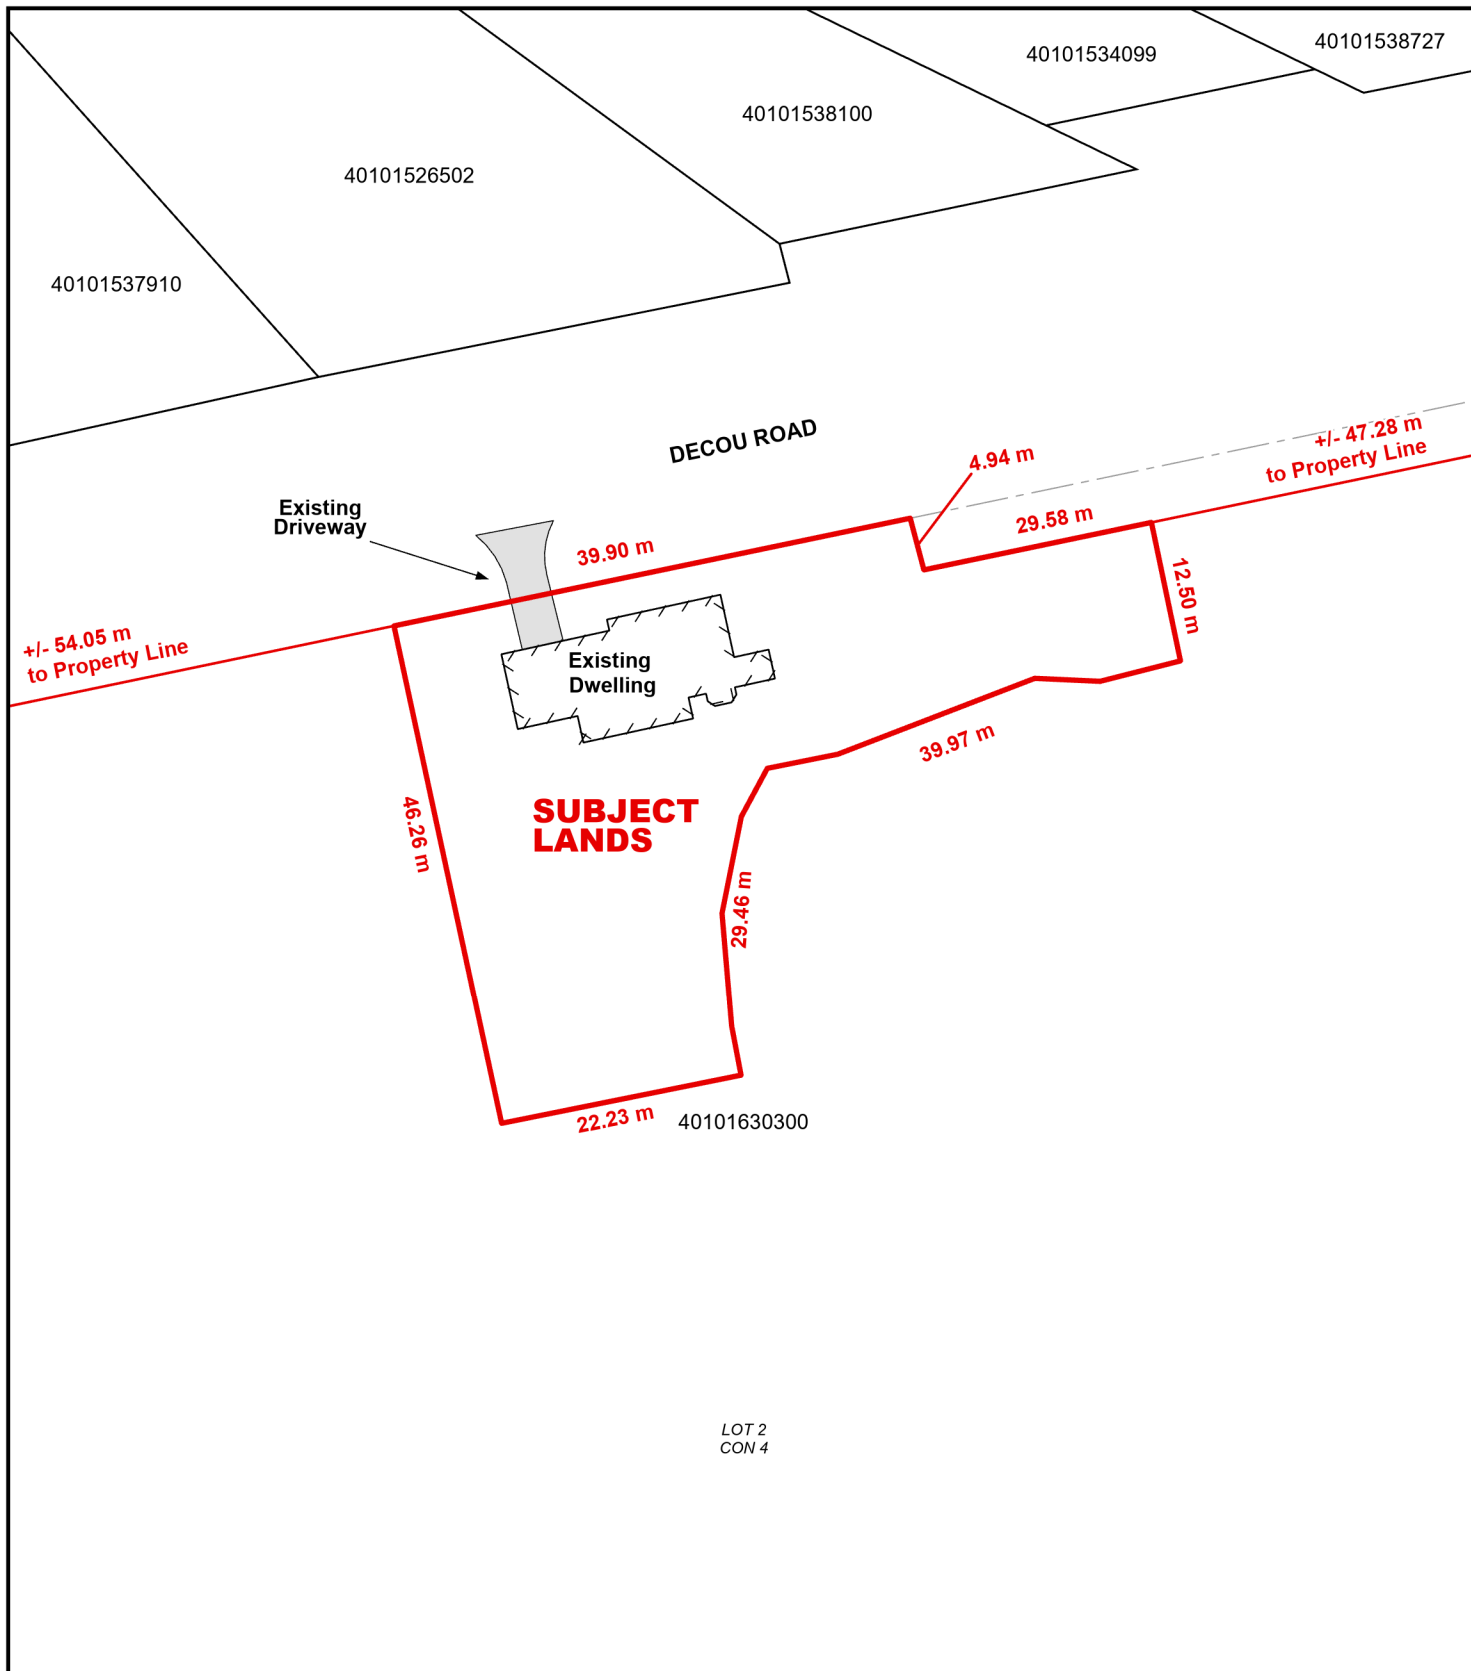 40101538727
40101534099
40101538100
40101526502
40101537910
DECOU ROAD
+/- 47.28 m
to Property Line
4.94 m
29.58 m
Existing
Driveway
39.90 m
12.50 m
+/- 54.05 m
to Property Line
Existing
Dwelling
39.97 m
SUBJECT
LANDS
46.26 m
29.46 m
22.23 m
40101630300
LOT 2
CON 4